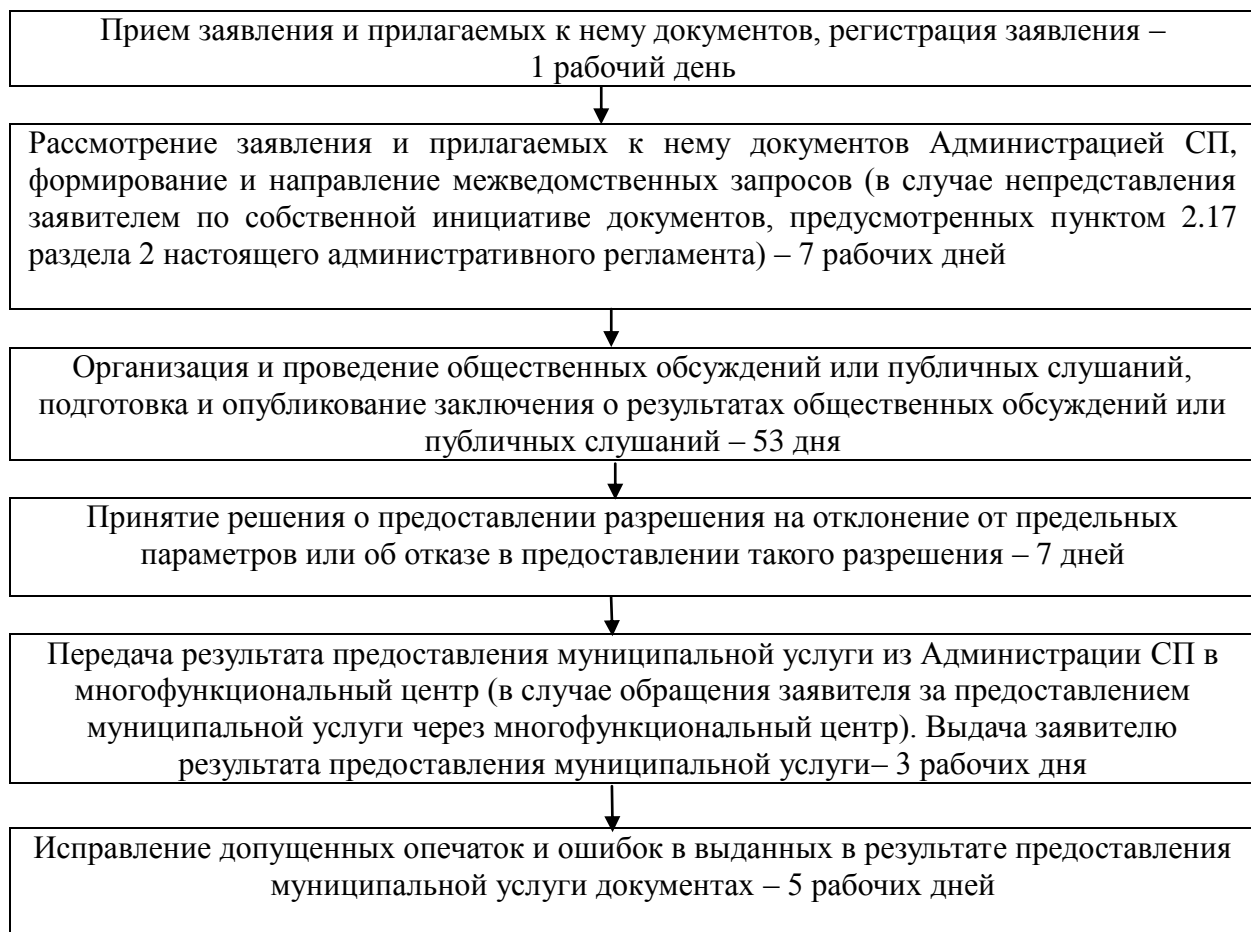 Прием заявления и прилагаемых к нему документов, регистрация заявления –
1 рабочий день
Рассмотрение заявления и прилагаемых к нему документов Администрацией СП,
формирование и направление межведомственных запросов (в случае непредставления
заявителем по собственной инициативе документов, предусмотренных пунктом 2.17
раздела 2 настоящего административного регламента) – 7 рабочих дней
Организация и проведение общественных обсуждений или публичных слушаний,
подготовка и опубликование заключения о результатах общественных обсуждений или
публичных слушаний – 53 дня
Принятие решения о предоставлении разрешения на отклонение от предельных
параметров или об отказе в предоставлении такого разрешения – 7 дней
Передача результата предоставления муниципальной услуги из Администрации СП в
многофункциональный центр (в случае обращения заявителя за предоставлением
муниципальной услуги через многофункциональный центр). Выдача заявителю
результата предоставления муниципальной услуги– 3 рабочих дня
Исправление допущенных опечаток и ошибок в выданных в результате предоставления
муниципальной услуги документах – 5 рабочих дней